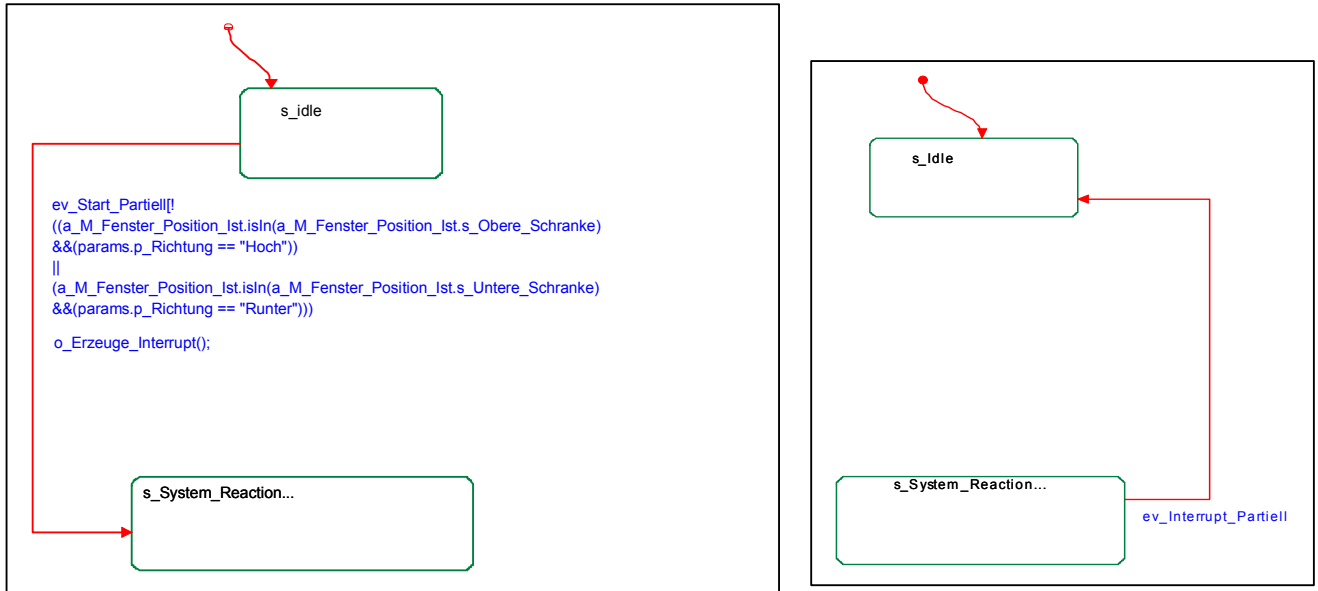 s_idle
ev_Start_Partiell[!
((a_M_Fenster_Position_Ist.isIn(a_M_Fenster_Position_Ist.s_Obere_Schranke)
&&(params.p_Richtung == "Hoch"))
||
(a_M_Fenster_Position_Ist.isIn(a_M_Fenster_Position_Ist.s_Untere_Schranke)
&&(params.p_Richtung == "Runter")))
o_Erzeuge_Interrupt();
s_System_Reaction...
s_Idle
s_System_Reaction...
ev_Interrupt_Partiell